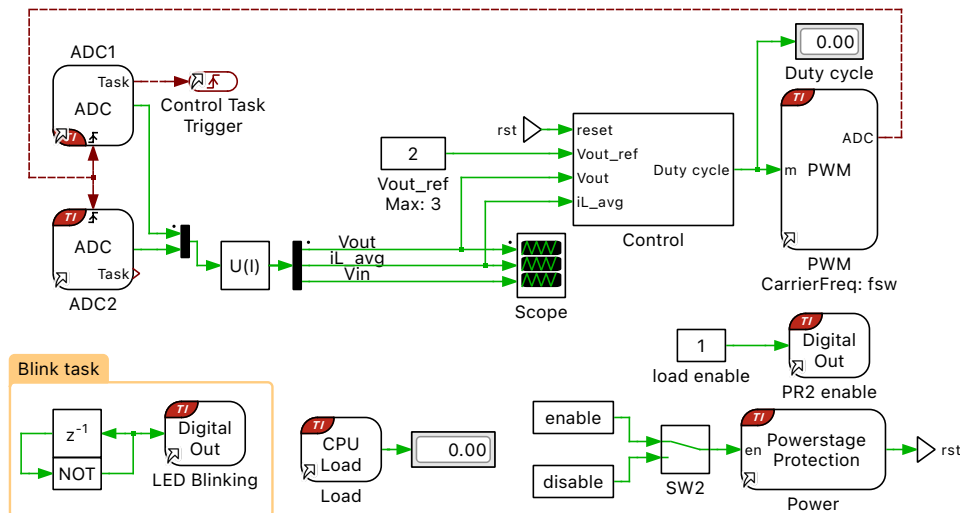 ADC1
Task
ADC
TI
Control Task
Trigger
TI
ADC
Task
ADC2
U(I)
Vout
iL_avg
Vin
Scope
rst
2
Vout_ref
Max: 3
reset
Vout_ref
Vout
iL_avg
Duty cycle
Control
0.00
Duty cycle
TI
ADC
m
PWM
PWM
CarrierFreq: fsw
1
load enable
TI
Digital
Out
PR2 enable
Blink task
z-1
NOT
TI
Digital
Out
LED Blinking
TI
CPU
Load
Load
0.00
enable
disable
SW2
TI
en
Powerstage
Protection
Power
rst